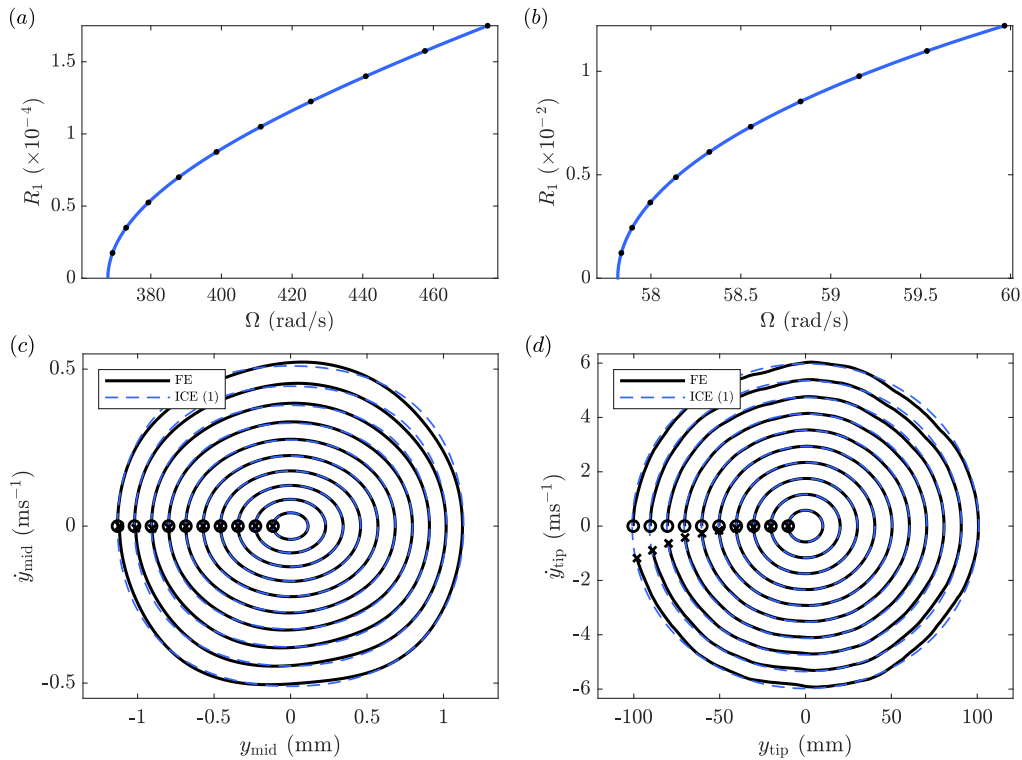 (a)
R₁ (×10⁻⁴)
1.5
1
0.5
0
380 400 420 440 460
Ω (rad/s)
(b)
R₁ (×10⁻²)
1
0.5
0
58 58.5 59 59.5 60
Ω (rad/s)
(c)
ẏmid (ms⁻¹)
0.5
0
-0.5
FE
ICE (1)
-1 -0.5 0 0.5 1
ymid (mm)
(d)
ẏtip (ms⁻¹)
6
4
2
0
-2
-4
-6
FE
ICE (1)
-100 -50 0 50 100
ytip (mm)